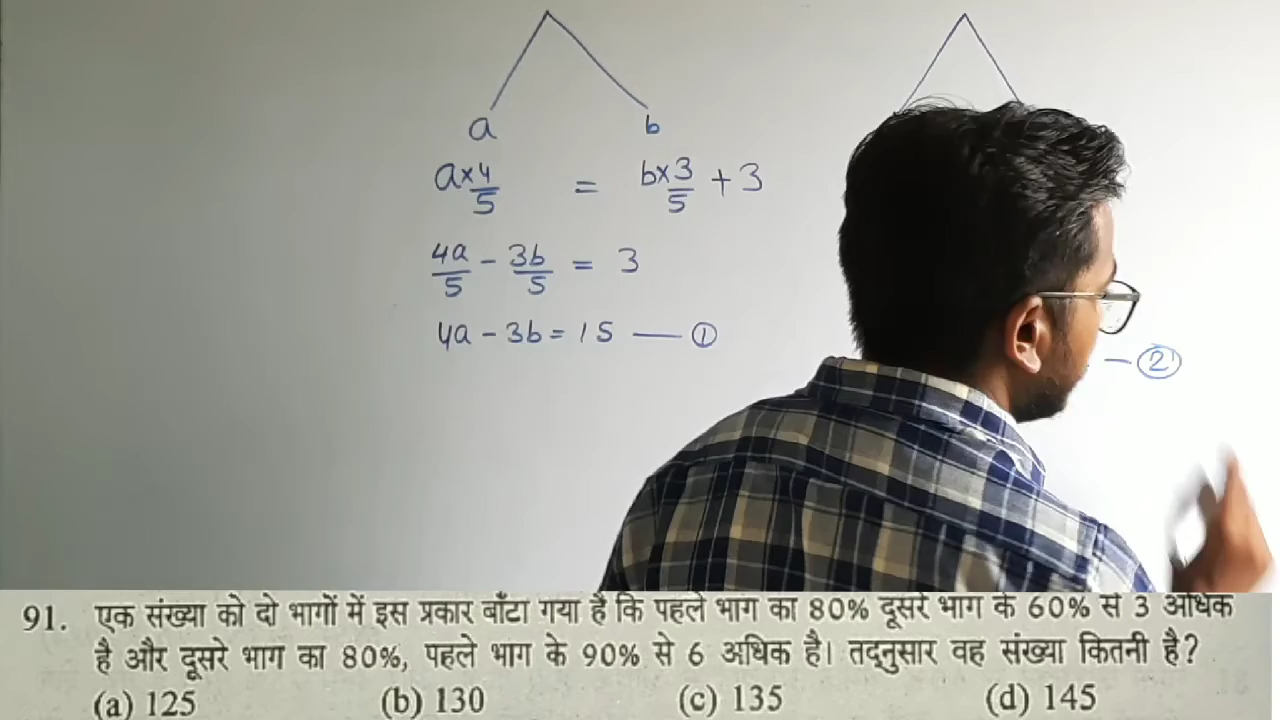 a b
a×4/5 = b×3/5 + 3
4a/5 − 3b/5 = 3
4a − 3b = 15 — ①
— ②
91. एक संख्या को दो भागों में इस प्रकार बाँटा गया है कि पहले भाग का 80% दूसरे भाग के 60% से 3 अधिक
है और दूसरे भाग का 80%, पहले भाग के 90% से 6 अधिक है। तद्नुसार वह संख्या कितनी है?
(a) 125 (b) 130 (c) 135 (d) 145